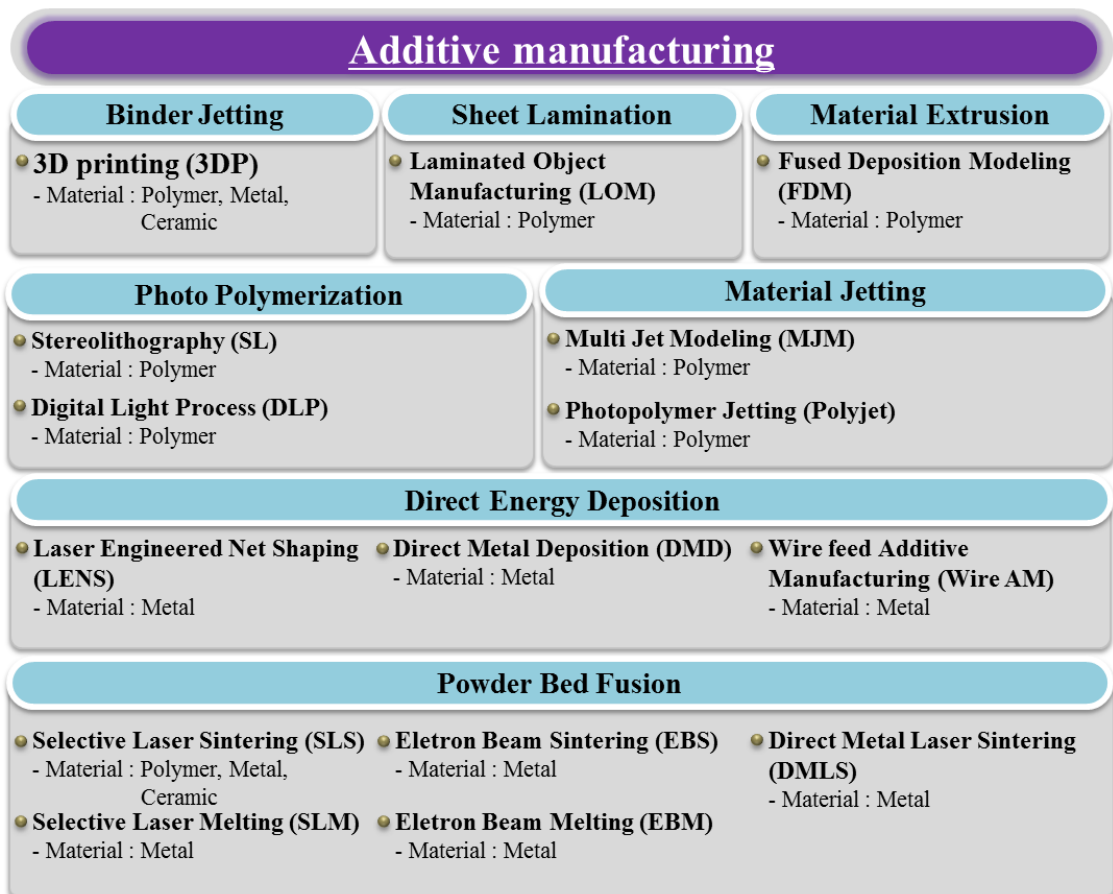 Additive manufacturing
Binder Jetting
3D printing (3DP)
- Material : Polymer, Metal,
Ceramic
Sheet Lamination
Laminated Object
Manufacturing (LOM)
- Material : Polymer
Material Extrusion
Fused Deposition Modeling
(FDM)
- Material : Polymer
Photo Polymerization
Stereolithography (SL)
- Material : Polymer
Digital Light Process (DLP)
- Material : Polymer
Material Jetting
Multi Jet Modeling (MJM)
- Material : Polymer
Photopolymer Jetting (Polyjet)
- Material : Polymer
Direct Energy Deposition
Laser Engineered Net Shaping
(LENS)
- Material : Metal
Direct Metal Deposition (DMD)
- Material : Metal
Wire feed Additive
Manufacturing (Wire AM)
- Material : Metal
Powder Bed Fusion
Selective Laser Sintering (SLS)
- Material : Polymer, Metal,
Ceramic
Selective Laser Melting (SLM)
- Material : Metal
Eletron Beam Sintering (EBS)
- Material : Metal
Eletron Beam Melting (EBM)
- Material : Metal
Direct Metal Laser Sintering
(DMLS)
- Material : Metal